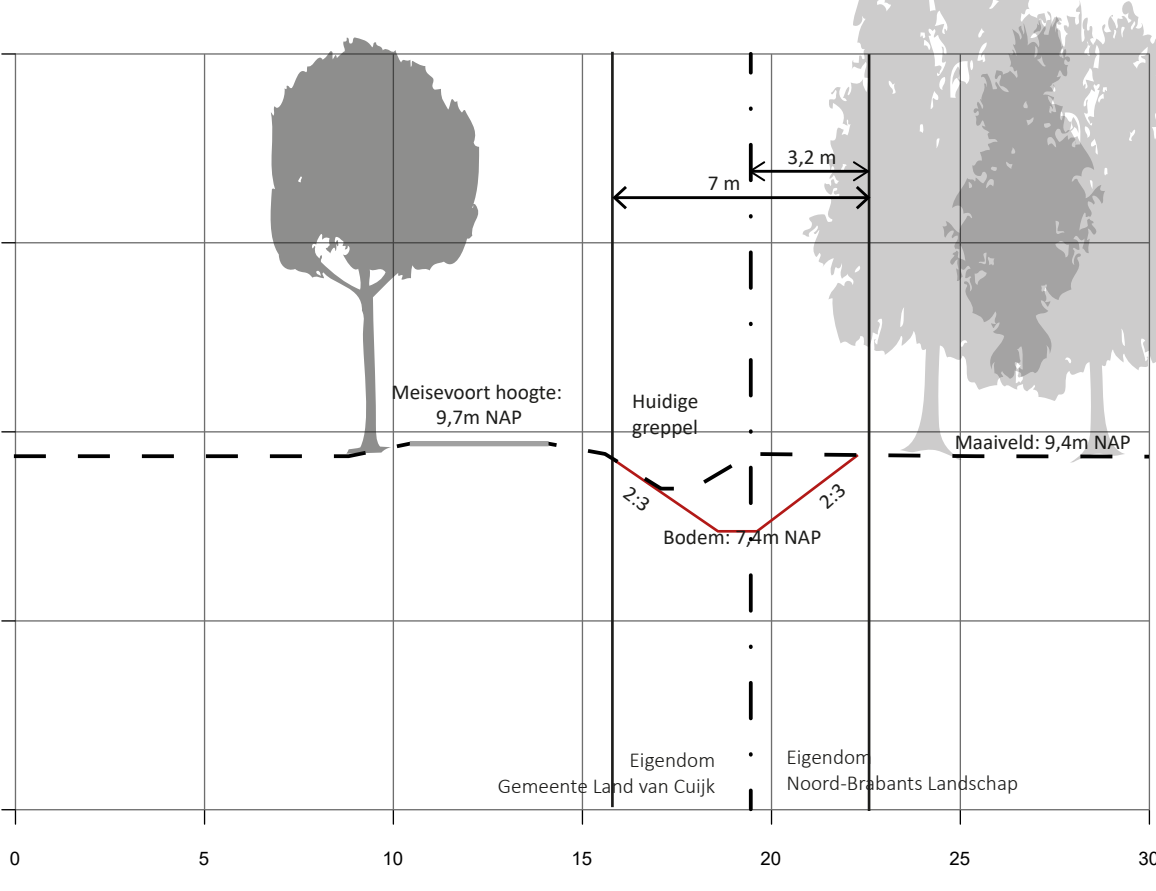 3,2 m
7 m
Meisevoort hoogte:
9,7m NAP
Huidige
greppel
Maaiveld: 9,4m NAP
2:3
2:3
Bodem: 7,4m NAP
Eigendom
Gemeente Land van Cuijk
Eigendom
Noord-Brabants Landschap
0
5
10
15
20
25
30